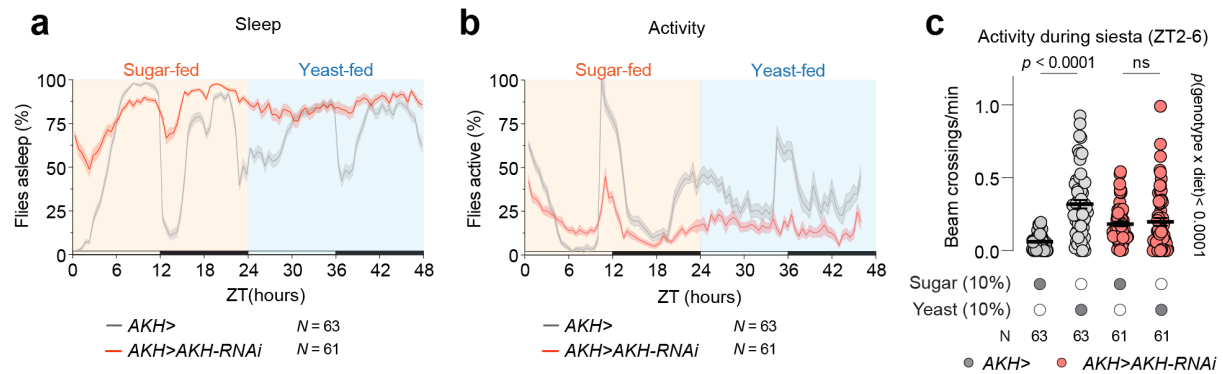 a
Sleep
Sugar-fed
Yeast-fed
Flies asleep (%)
100
75
50
25
0
0 6 12 18 24 30 36 42 48
ZT(hours)
AKH> N = 63
AKH>AKH-RNAi N = 61
b
Activity
Sugar-fed
Yeast-fed
Flies active (%)
100
75
50
25
0
0 6 12 18 24 30 36 42 48
ZT (hours)
AKH> N = 63
AKH>AKH-RNAi N = 61
c
Activity during siesta (ZT2-6)
p < 0.0001 ns
Beam crossings/min
1.0
0.5
0.0
p(genotype x diet)< 0.0001
Sugar (10%)
Yeast (10%)
N 63 63 61 61
AKH> AKH>AKH-RNAi